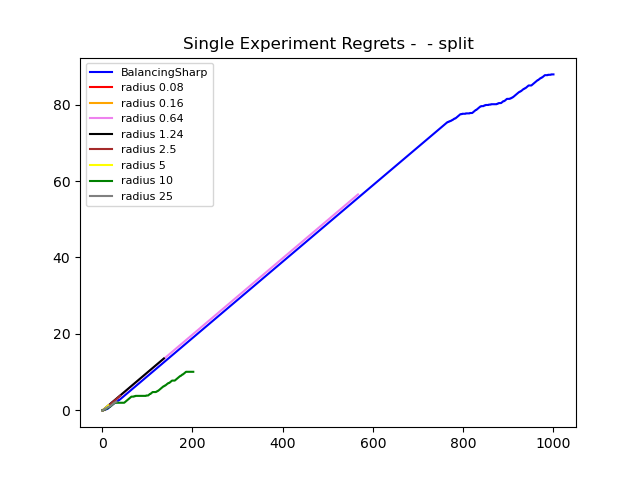 Single Experiment Regrets -  - split
BalancingSharp
radius 0.08
radius 0.16
radius 0.64
radius 1.24
radius 2.5
radius 5
radius 10
radius 25
80
60
40
20
0
0 200 400 600 800 1000